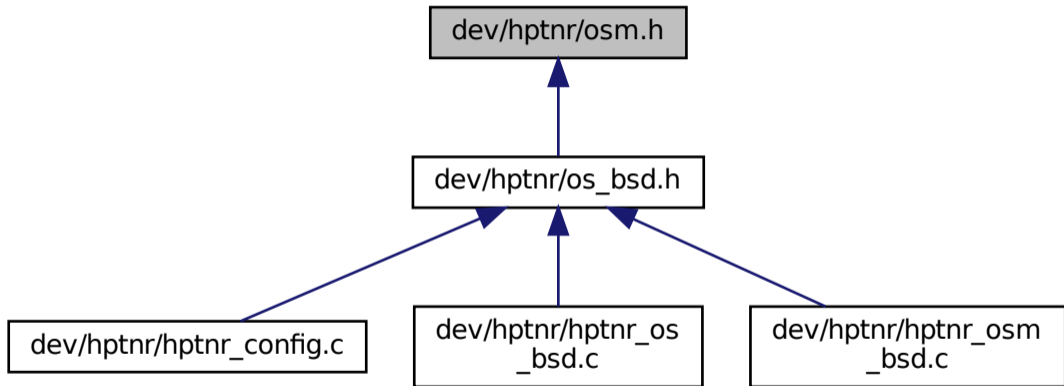 dev/hptnr/osm.h
dev/hptnr/os_bsd.h
dev/hptnr/hptnr_config.c
dev/hptnr/hptnr_os
_bsd.c
dev/hptnr/hptnr_osm
_bsd.c